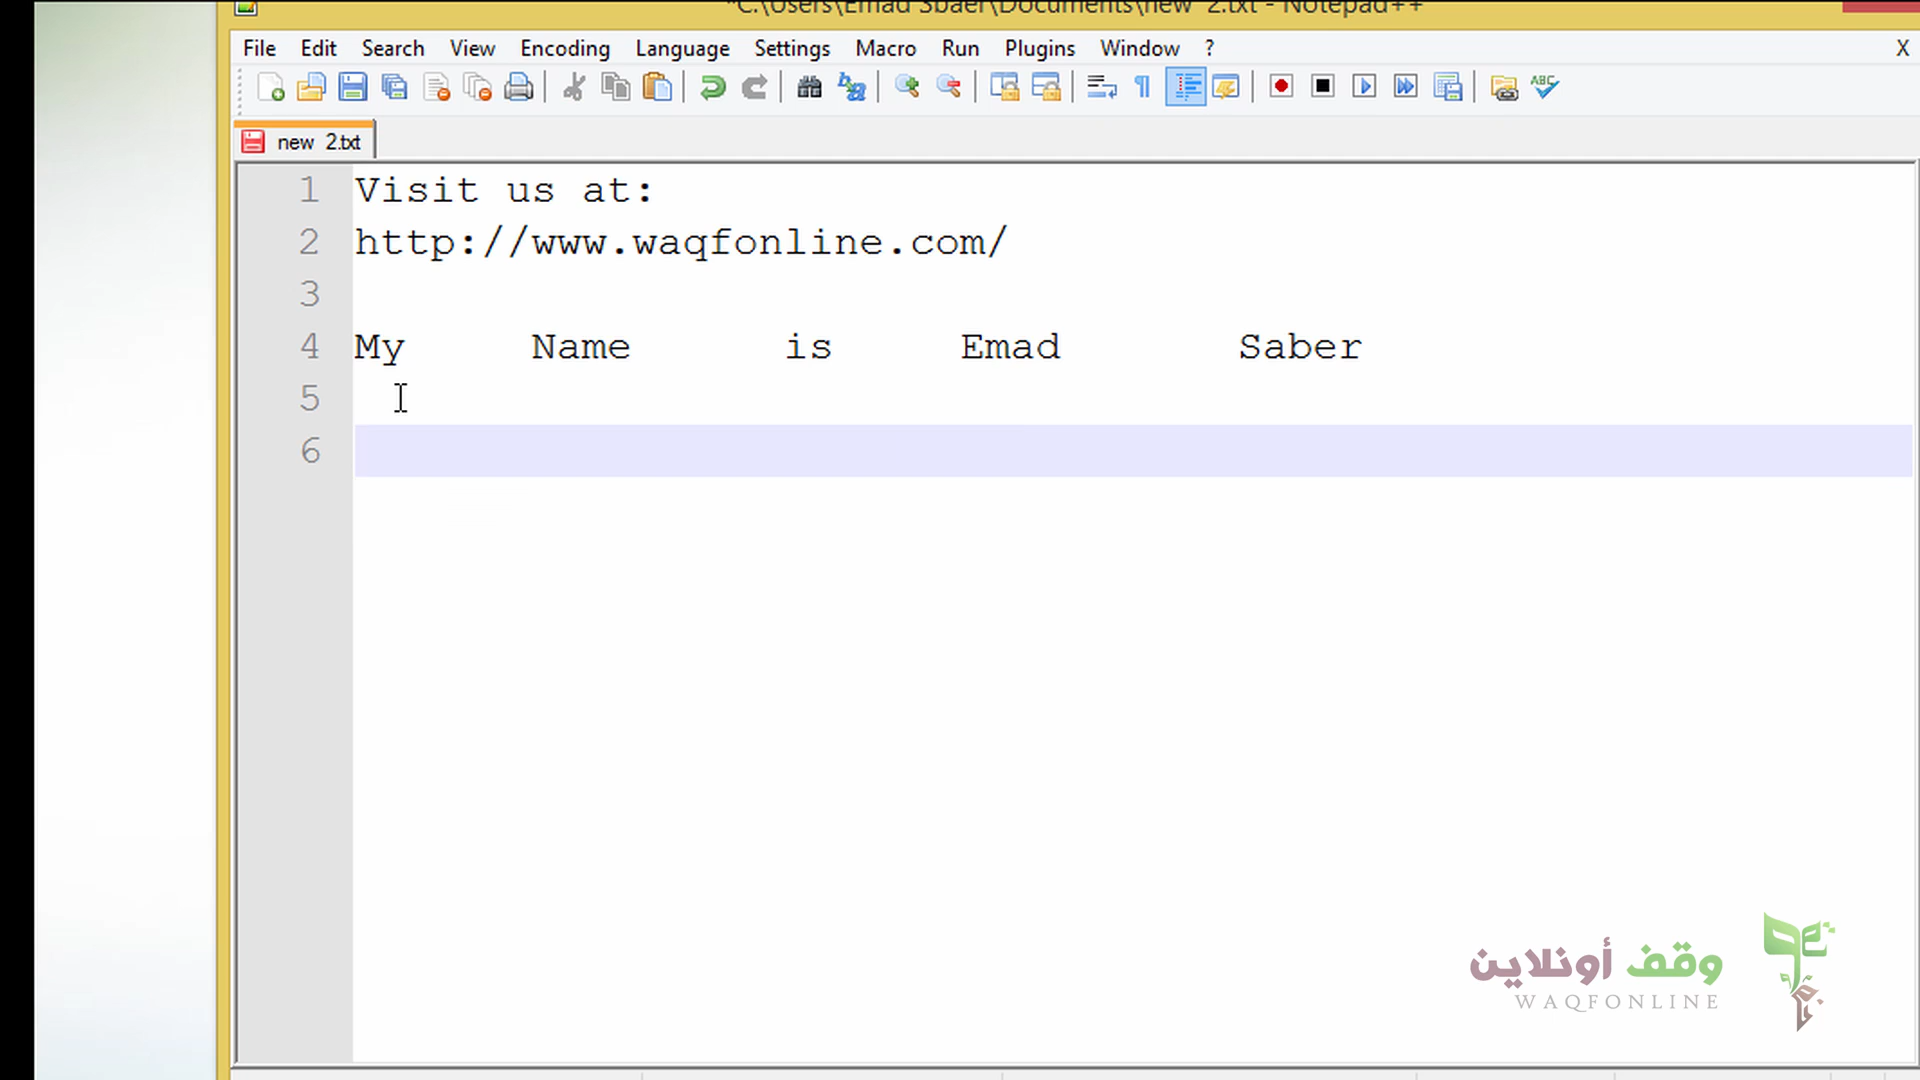 *C:\Users\Emad Sbaer\Documents\new 2.txt - Notepad++
File Edit Search View Encoding Language Settings Macro Run Plugins Window ? X
ABC
new 2.txt
1 Visit us at:
2 http://www.waqfonline.com/
3
4 My Name is Emad Saber
5
6
وقف أونلاين
WAQFONLINE